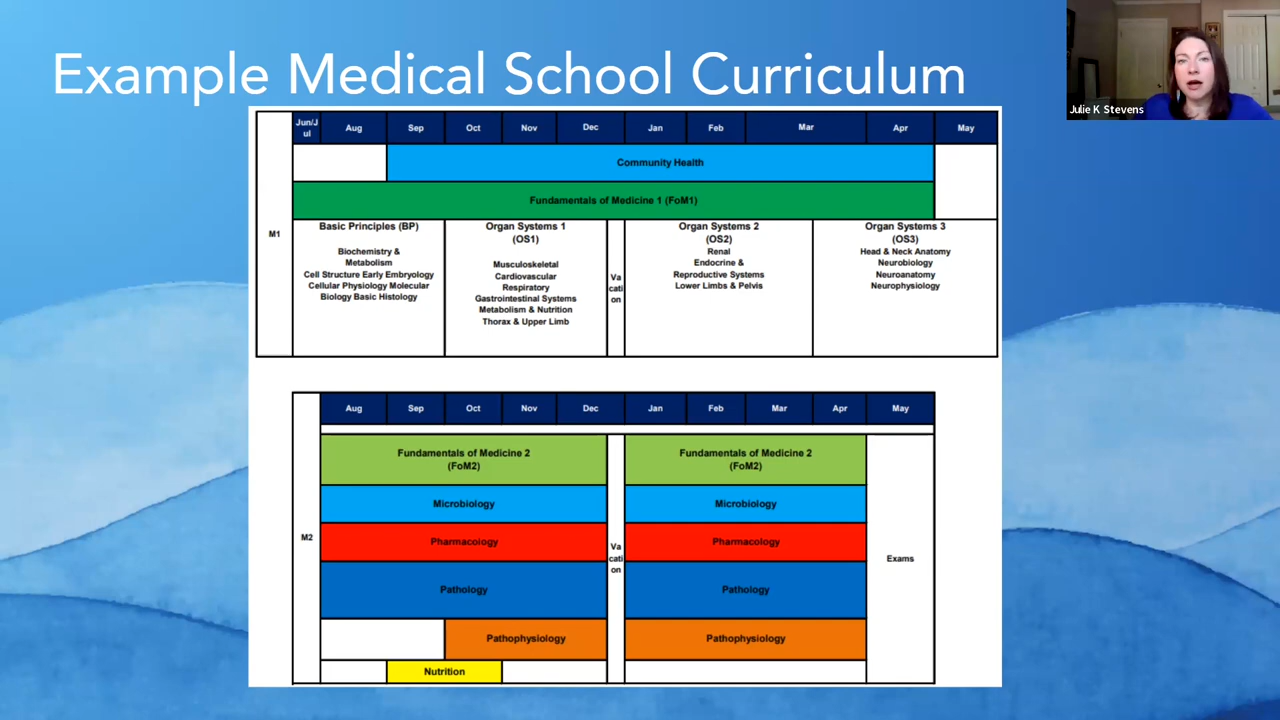 Example Medical School Curriculum
Julie K Stevens
Jun/J
ul
Aug
Sep
Oct
Nov
Dec
Jan
Feb
Mar
Apr
May
Community Health
Fundamentals of Medicine 1 (FoM1)
M1
Basic Principles (BP)
Biochemistry &
Metabolism
Cell Structure Early Embryology
Cellular Physiology Molecular
Biology Basic Histology
Organ Systems 1
(OS1)
Musculoskeletal
Cardiovascular
Respiratory
Gastrointestinal Systems
Metabolism & Nutrition
Thorax & Upper Limb
Va
cati
on
Organ Systems 2
(OS2)
Renal
Endocrine &
Reproductive Systems
Lower Limbs & Pelvis
Organ Systems 3
(OS3)
Head & Neck Anatomy
Neurobiology
Neuroanatomy
Neurophysiology
Aug
Sep
Oct
Nov
Dec
Jan
Feb
Mar
Apr
May
M2
Fundamentals of Medicine 2
(FoM2)
Fundamentals of Medicine 2
(FoM2)
Microbiology
Microbiology
Pharmacology
Pharmacology
Va
cati
on
Exams
Pathology
Pathology
Pathophysiology
Pathophysiology
Nutrition